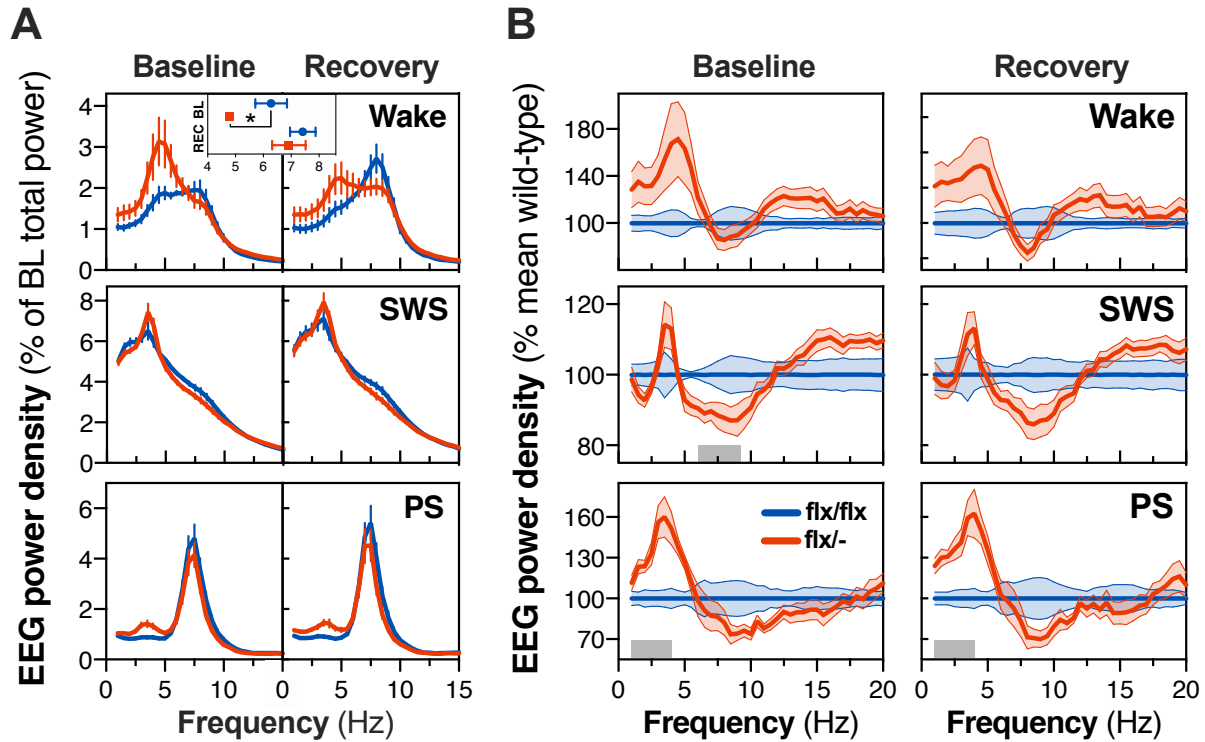 A
B
Baseline
Recovery
Baseline
Recovery
EEG power density (% of BL total power)
EEG power density (% mean wild-type)
4
3
2
1
0
REC BL
*
4 5 6 7 8
Wake
180
140
100
Wake
8
6
4
2
0
SWS
120
100
80
SWS
6
4
2
0
PS
160
130
100
70
flx/flx
flx/-
PS
0 5 10 0 5 10 15
0 5 10 15 20
0 5 10 15 20
Frequency (Hz)
Frequency (Hz)
Frequency (Hz)